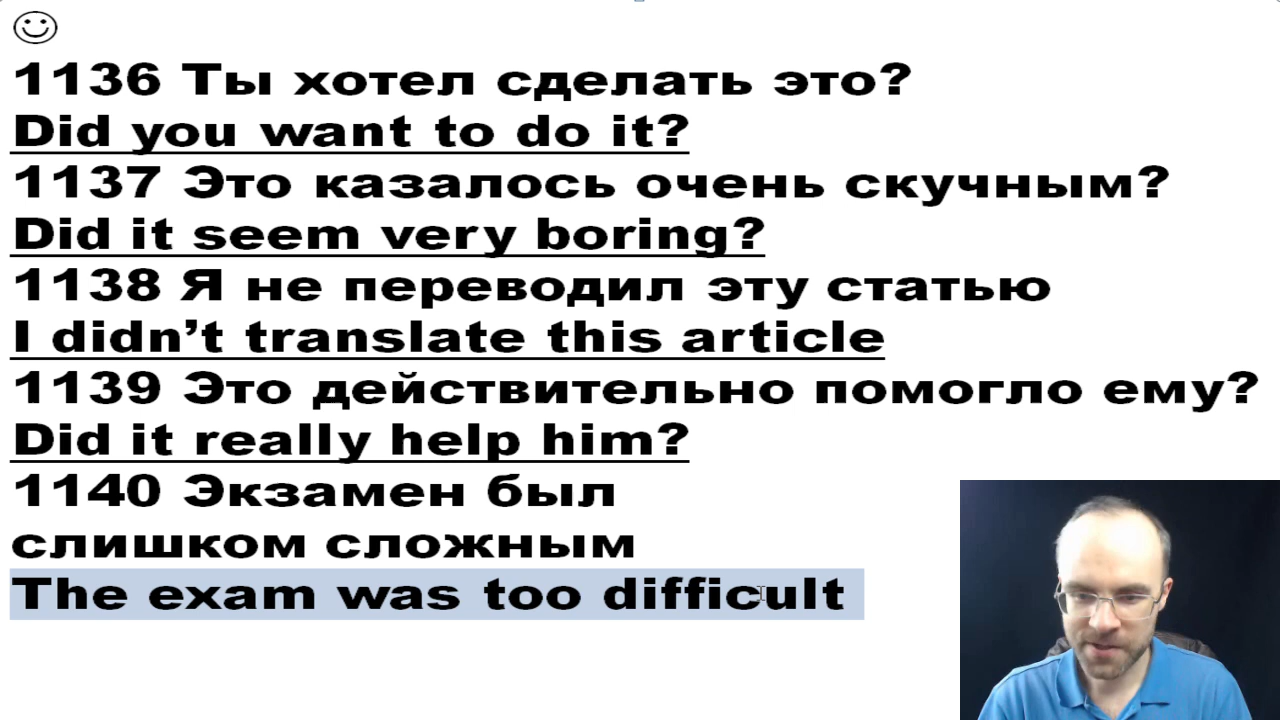 1136 Ты хотел сделать это?
Did you want to do it?
1137 Это казалось очень скучным?
Did it seem very boring?
1138 Я не переводил эту статью
I didn’t translate this article
1139 Это действительно помогло ему?
Did it really help him?
1140 Экзамен был
слишком сложным
The exam was too difficult